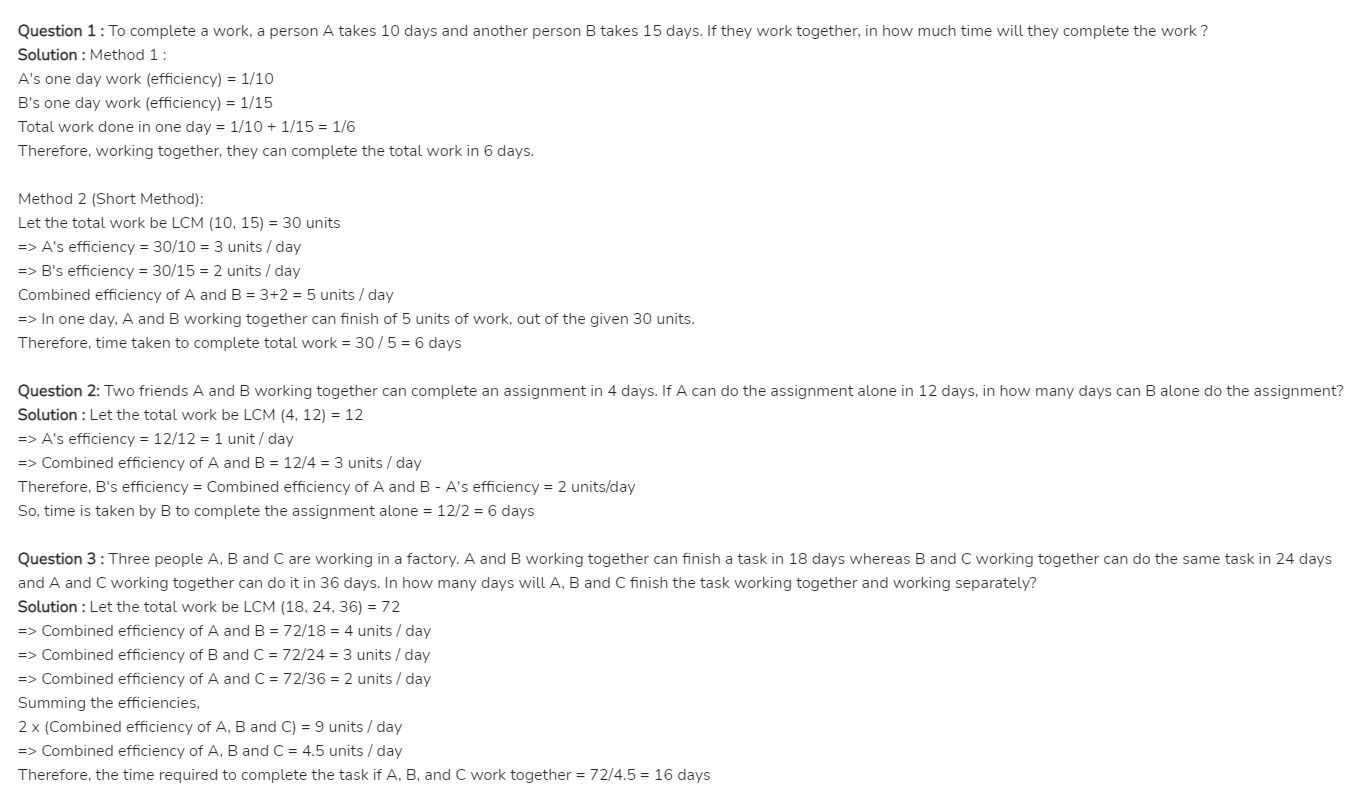 Question 1 : To complete a work, a person A takes 10 days and another person B takes 15 days. If they work together, in how much time will they complete the work ?
Solution : Method 1 :
A's one day work (efficiency) = 1/10
B's one day work (efficiency) = 1/15
Total work done in one day = 1/10 + 1/15 = 1/6
Therefore, working together, they can complete the total work in 6 days.
Method 2 (Short Method):
Let the total work be LCM (10, 15) = 30 units
=> A's efficiency = 30/10 = 3 units / day
=> B's efficiency = 30/15 = 2 units / day
Combined efficiency of A and B = 3+2 = 5 units / day
=> In one day, A and B working together can finish of 5 units of work, out of the given 30 units.
Therefore, time taken to complete total work = 30 / 5 = 6 days
Question 2: Two friends A and B working together can complete an assignment in 4 days. If A can do the assignment alone in 12 days, in how many days can B alone do the assignment?
Solution : Let the total work be LCM (4, 12) = 12
=> A's efficiency = 12/12 = 1 unit / day
=> Combined efficiency of A and B = 12/4 = 3 units / day
Therefore, B's efficiency = Combined efficiency of A and B - A's efficiency = 2 units/day
So, time is taken by B to complete the assignment alone = 12/2 = 6 days
Question 3 : Three people A, B and C are working in a factory. A and B working together can finish a task in 18 days whereas B and C working together can do the same task in 24 days
and A and C working together can do it in 36 days. In how many days will A, B and C finish the task working together and working separately?
Solution : Let the total work be LCM (18, 24, 36) = 72
=> Combined efficiency of A and B = 72/18 = 4 units / day
=> Combined efficiency of B and C = 72/24 = 3 units / day
=> Combined efficiency of A and C = 72/36 = 2 units / day
Summing the efficiencies,
2 x (Combined efficiency of A, B and C) = 9 units / day
=> Combined efficiency of A, B and C = 4.5 units / day
Therefore, the time required to complete the task if A, B, and C work together = 72/4.5 = 16 days